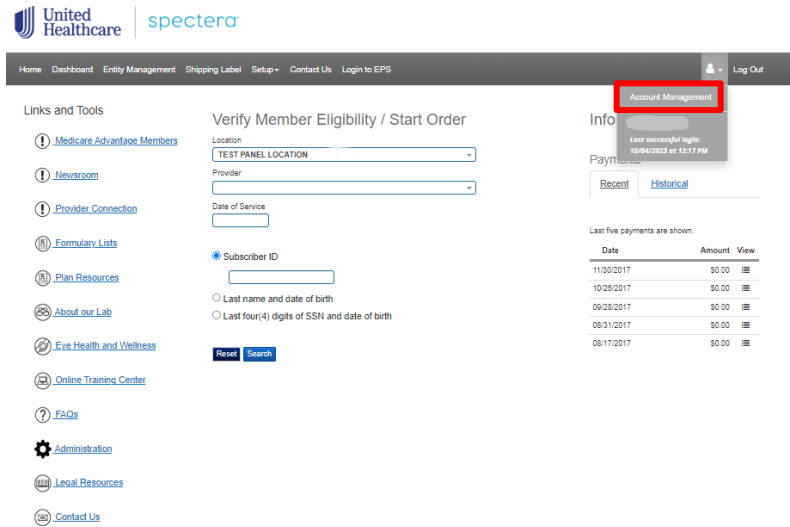 United
Healthcare
spectera
Home Dashboard Entity Management Shipping Label Setup Contact Us Login to EPS Log Out
Account Management
Last successful login:
10/04/2023 at 12:17 PM
Links and Tools
Medicare Advantage Members
Newsroom
Provider Connection
Formulary Lists
Plan Resources
About our Lab
Eye Health and Wellness
Online Training Center
FAQs
Administration
Legal Resources
Contact Us
Verify Member Eligibility / Start Order
Location
TEST PANEL LOCATION
Provider
Date of Service
Subscriber ID
Last name and date of birth
Last four(4) digits of SSN and date of birth
Reset Search
Info
Payments
Recent Historical
Last five payments are shown.
Date Amount View
11/30/2017 $0.00
10/26/2017 $0.00
09/28/2017 $0.00
08/31/2017 $0.00
08/17/2017 $0.00